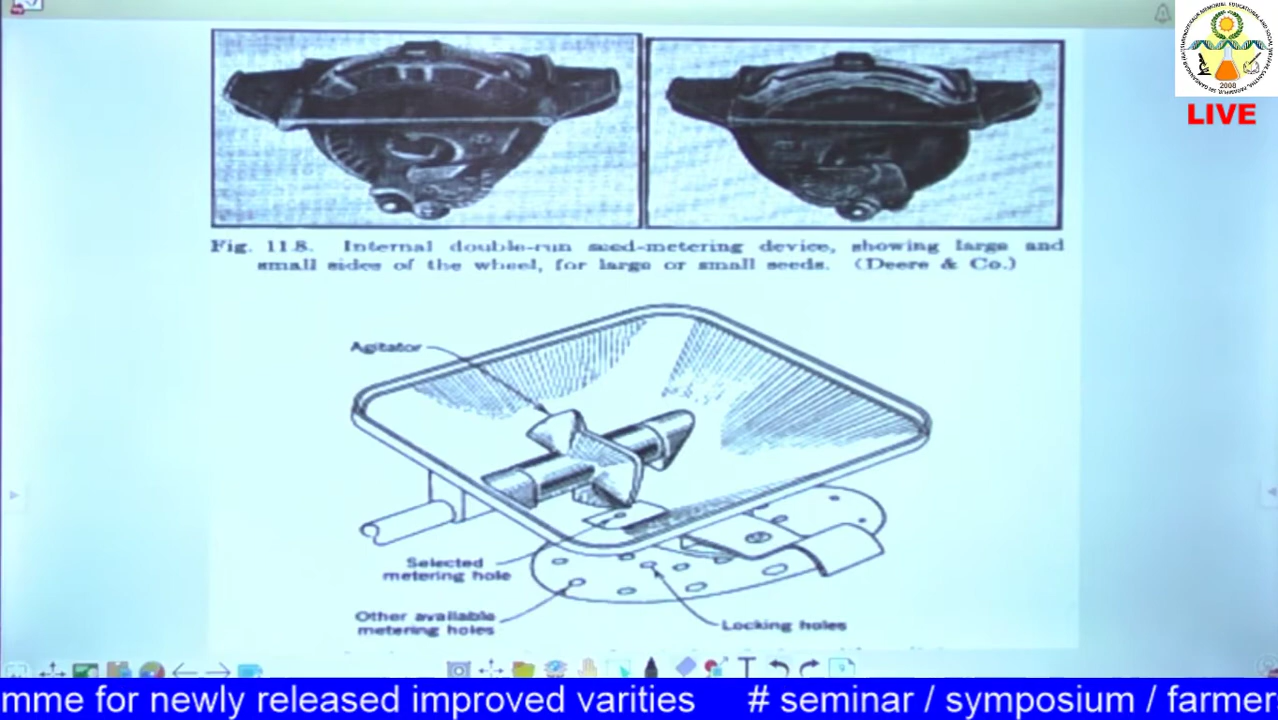 2008
LIVE
Fig. 11.8. Internal double-run seed-metering device, showing large and
small sides of the wheel, for large or small seeds. (Deere & Co.)
Agitator
Selected
metering hole
Other available
metering holes
Locking holes
mme for newly released improved varities # seminar / symposium / farmer